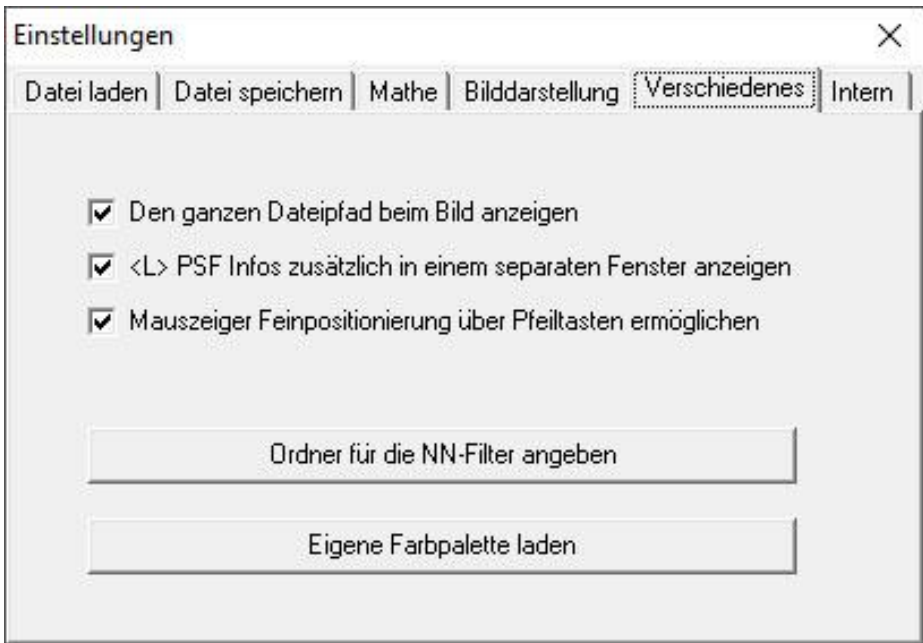 Einstellungen
Datei laden Datei speichern Mathe Bilddarstellung Verschiedenes Intern
Den ganzen Dateipfad beim Bild anzeigen
<L> PSF Infos zusätzlich in einem separaten Fenster anzeigen
Mauszeiger Feinpositionierung über Pfeiltasten ermöglichen
Ordner für die NN-Filter angeben
Eigene Farbpalette laden